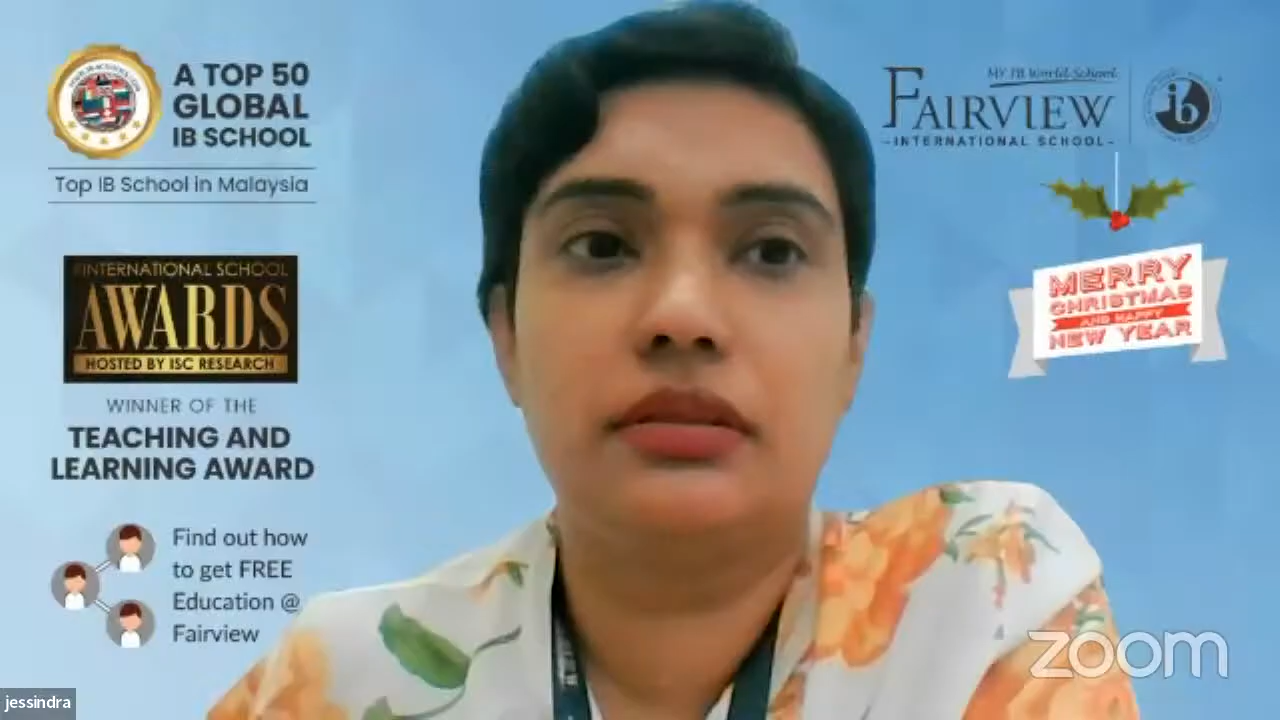 A TOP 50
GLOBAL
IB SCHOOL
Top IB School in Malaysia
INTERNATIONAL SCHOOL
AWARDS
HOSTED BY ISC RESEARCH
WINNER OF THE
TEACHING AND
LEARNING AWARD
Find out how
to get FREE
Education @
Fairview
MY IB World School
FAIRVIEW
INTERNATIONAL SCHOOL
ib
MERRY
CHRISTMAS
AND HAPPY
NEW YEAR
zoom
jessindra